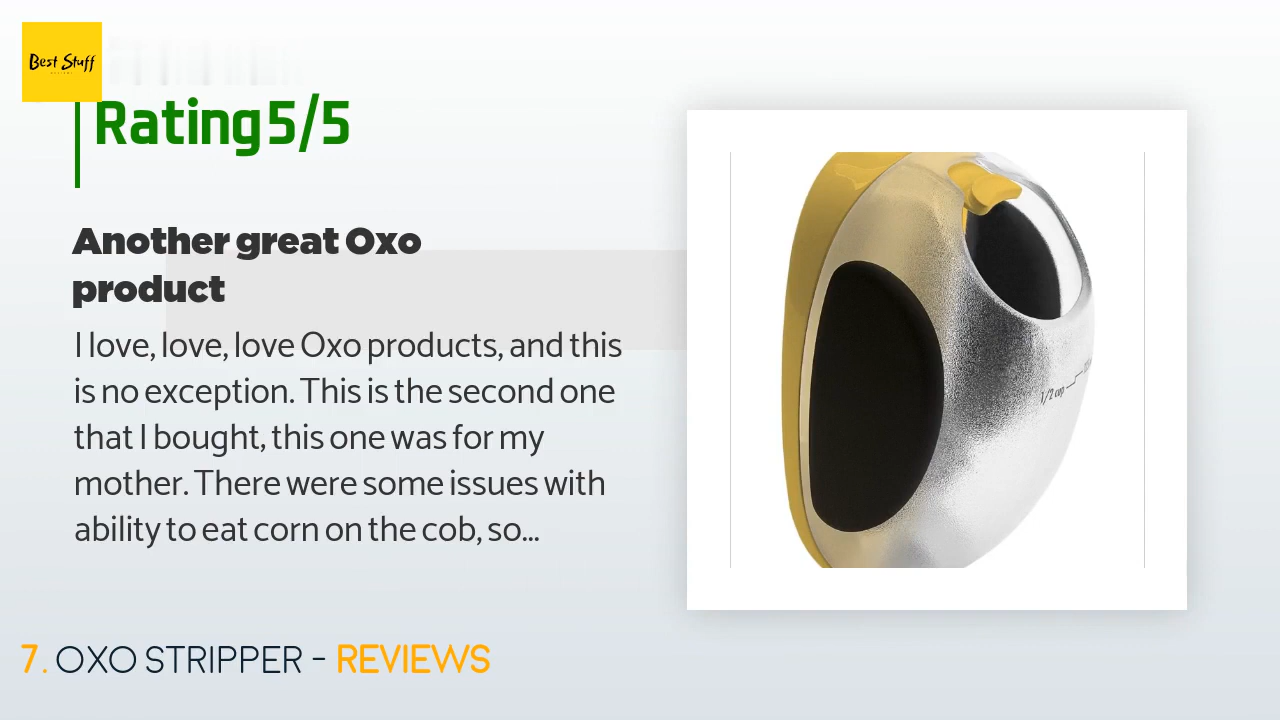 Best Stuff
Rating 5/5
Another great Oxo
product
I love, love, love Oxo products, and this
is no exception. This is the second one
that I bought, this one was for my
mother. There were some issues with
ability to eat corn on the cob, so...
1/2 cup
7. OXO STRIPPER - REVIEWS